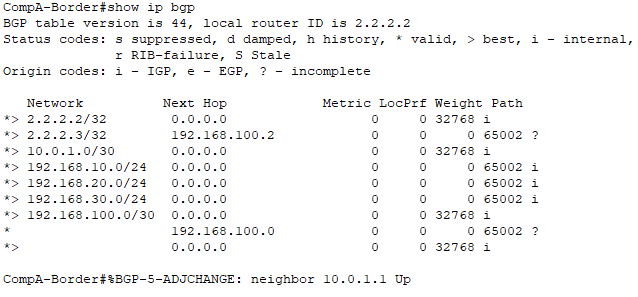 CompA-Border#show ip bgp
BGP table version is 44, local router ID is 2.2.2.2
Status codes: s suppressed, d damped, h history, * valid, > best, i - internal,
              r RIB-failure, S Stale
Origin codes: i - IGP, e - EGP, ? - incomplete

   Network          Next Hop            Metric LocPrf Weight Path
*> 2.2.2.2/32        0.0.0.0                  0     0 32768 i
*> 2.2.2.3/32        192.168.100.2            0     0     0 65002 ?
*> 10.0.1.0/30       0.0.0.0                  0     0 32768 i
*> 192.168.10.0/24   0.0.0.0                  0     0     0 65002 i
*> 192.168.20.0/24   0.0.0.0                  0     0     0 65002 i
*> 192.168.30.0/24   0.0.0.0                  0     0     0 65002 i
*> 192.168.100.0/30  0.0.0.0                  0     0 32768 i
*                    192.168.100.0            0     0     0 65002 ?
*>                   0.0.0.0                  0     0 32768 i

CompA-Border#%BGP-5-ADJCHANGE: neighbor 10.0.1.1 Up